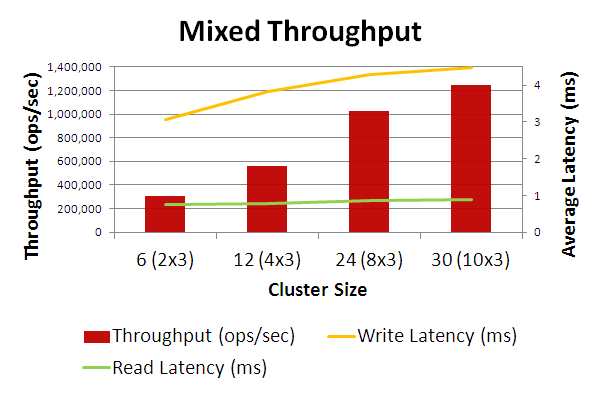 Mixed Throughput
Throughput (ops/sec)
1,400,000
1,200,000
1,000,000
800,000
600,000
400,000
200,000
0
4
3
2
1
0
Average Latency (ms)
6 (2x3) 12 (4x3) 24 (8x3) 30 (10x3)
Cluster Size
Throughput (ops/sec) Write Latency (ms)
Read Latency (ms)